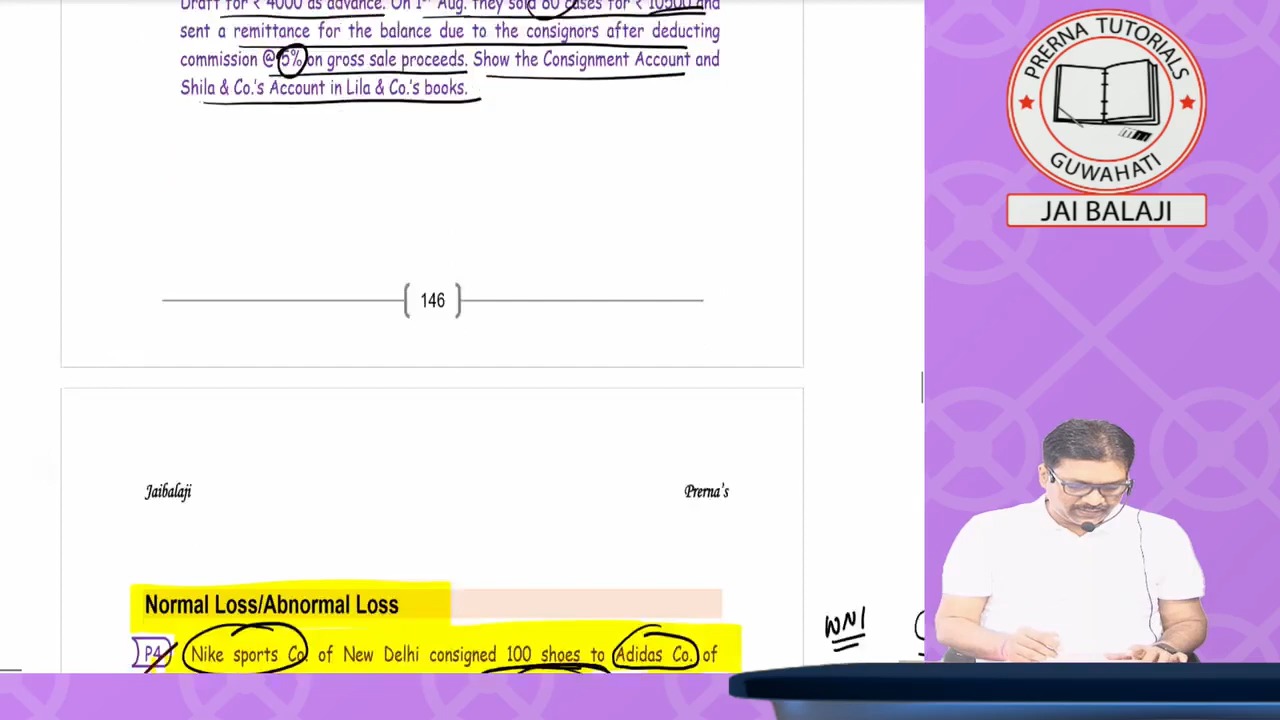 Draft for ₹ 4000 as advance. On 1st Aug. they sold 80 cases for ₹ 10500 and
sent a remittance for the balance due to the consignors after deducting
commission @ 5% on gross sale proceeds. Show the Consignment Account and
Shila & Co.'s Account in Lila & Co.'s books.
146
Jaibalaji
Prerna's
Normal Loss/Abnormal Loss
P4 Nike sports Co. of New Delhi consigned 100 shoes to Adidas Co. of
WN1
PRERNA TUTORIALS
GUWAHATI
JAI BALAJI